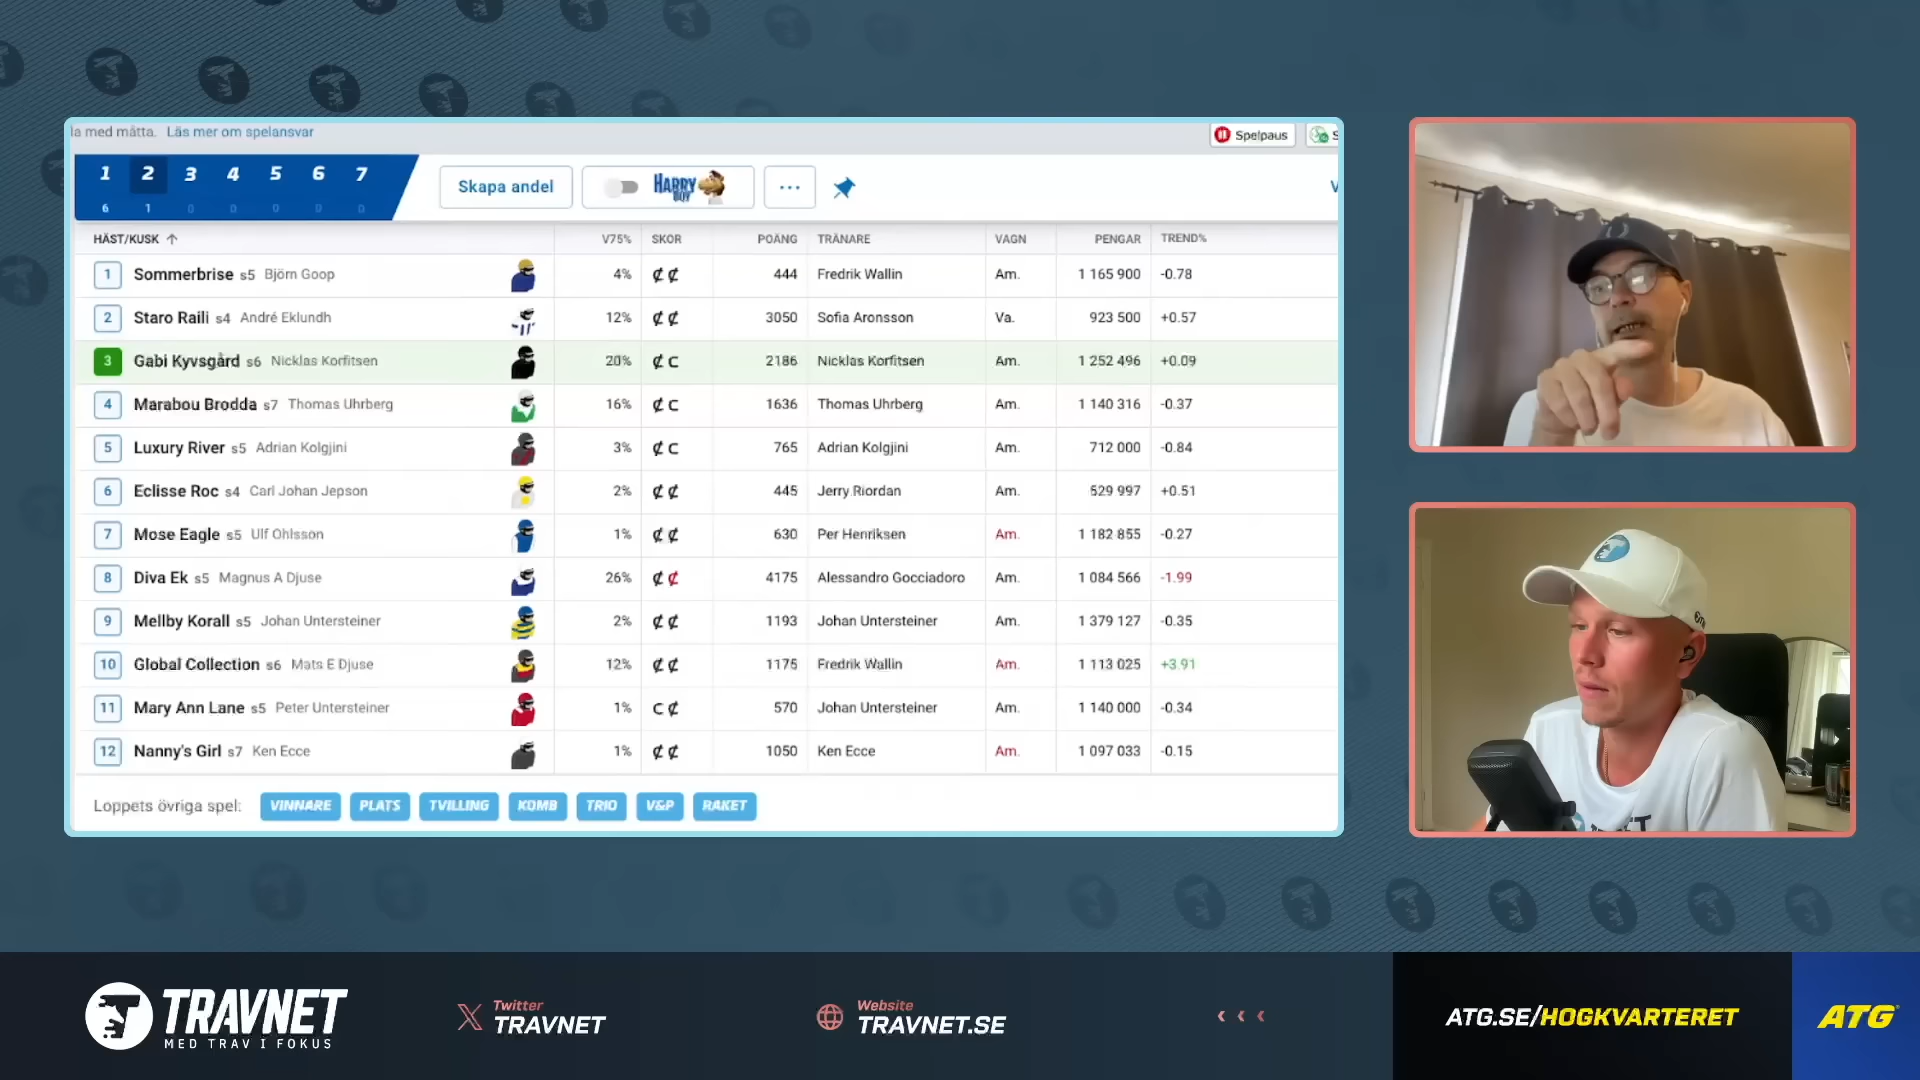 la med måtta. Läs mer om spelansvar
Spelpaus
1 2 3 4 5 6 7
6 1 0 0 0 0 0
Skapa andel
HARRY BOY
...
HÄST/KUSK ↑ V75% SKOR POÄNG TRÄNARE VAGN PENGAR TREND%
1 Sommerbrise s5 Björn Goop 4% ₵ ₵ 444 Fredrik Wallin Am. 1 165 900 -0.78
2 Staro Raili s4 André Eklundh 12% ₵ ₵ 3050 Sofia Aronsson Va. 923 500 +0.57
3 Gabi Kyvsgård s6 Nicklas Korfitsen 20% ₵ C 2186 Nicklas Korfitsen Am. 1 252 496 +0.09
4 Marabou Brodda s7 Thomas Uhrberg 16% ₵ C 1636 Thomas Uhrberg Am. 1 140 316 -0.37
5 Luxury River s5 Adrian Kolgjini 3% ₵ C 765 Adrian Kolgjini Am. 712 000 -0.84
6 Eclisse Roc s4 Carl Johan Jepson 2% ₵ ₵ 445 Jerry Riordan Am. 529 997 +0.51
7 Mose Eagle s5 Ulf Ohlsson 1% ₵ ₵ 630 Per Henriksen Am. 1 182 855 -0.27
8 Diva Ek s5 Magnus A Djuse 26% ₵ ₵ 4175 Alessandro Gocciadoro Am. 1 084 566 -1.99
9 Mellby Korall s5 Johan Untersteiner 2% ₵ ₵ 1193 Johan Untersteiner Am. 1 379 127 -0.35
10 Global Collection s6 Mats E Djuse 12% ₵ ₵ 1175 Fredrik Wallin Am. 1 113 025 +3.91
11 Mary Ann Lane s5 Peter Untersteiner 1% C ₵ 570 Johan Untersteiner Am. 1 140 000 -0.34
12 Nanny's Girl s7 Ken Ecce 1% ₵ ₵ 1050 Ken Ecce Am. 1 097 033 -0.15
Loppets övriga spel: VINNARE PLATS TVILLING KOMB TRIO V&P RAKET
TRAVNET
MED TRAV I FOKUS
Twitter
TRAVNET
Website
TRAVNET.SE
ATG.SE/HOGKVARTERET
ATG